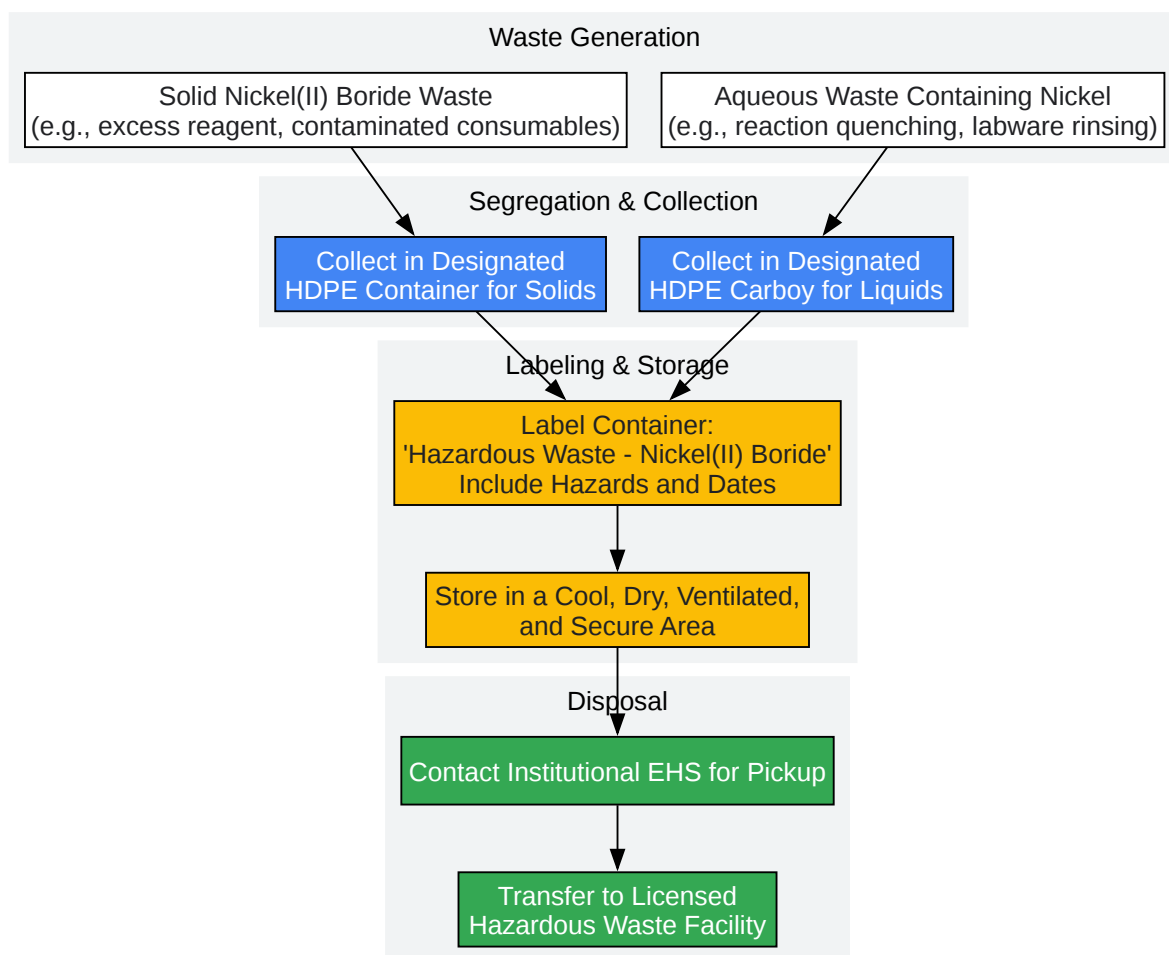 Waste Generation
Solid Nickel(II) Boride Waste
(e.g., excess reagent, contaminated consumables)
Aqueous Waste Containing Nickel
(e.g., reaction quenching, labware rinsing)
Segregation & Collection
Collect in Designated
HDPE Container for Solids
Collect in Designated
HDPE Carboy for Liquids
Labeling & Storage
Label Container:
'Hazardous Waste - Nickel(II) Boride'
Include Hazards and Dates
Store in a Cool, Dry, Ventilated,
and Secure Area
Disposal
Contact Institutional EHS for Pickup
Transfer to Licensed
Hazardous Waste Facility